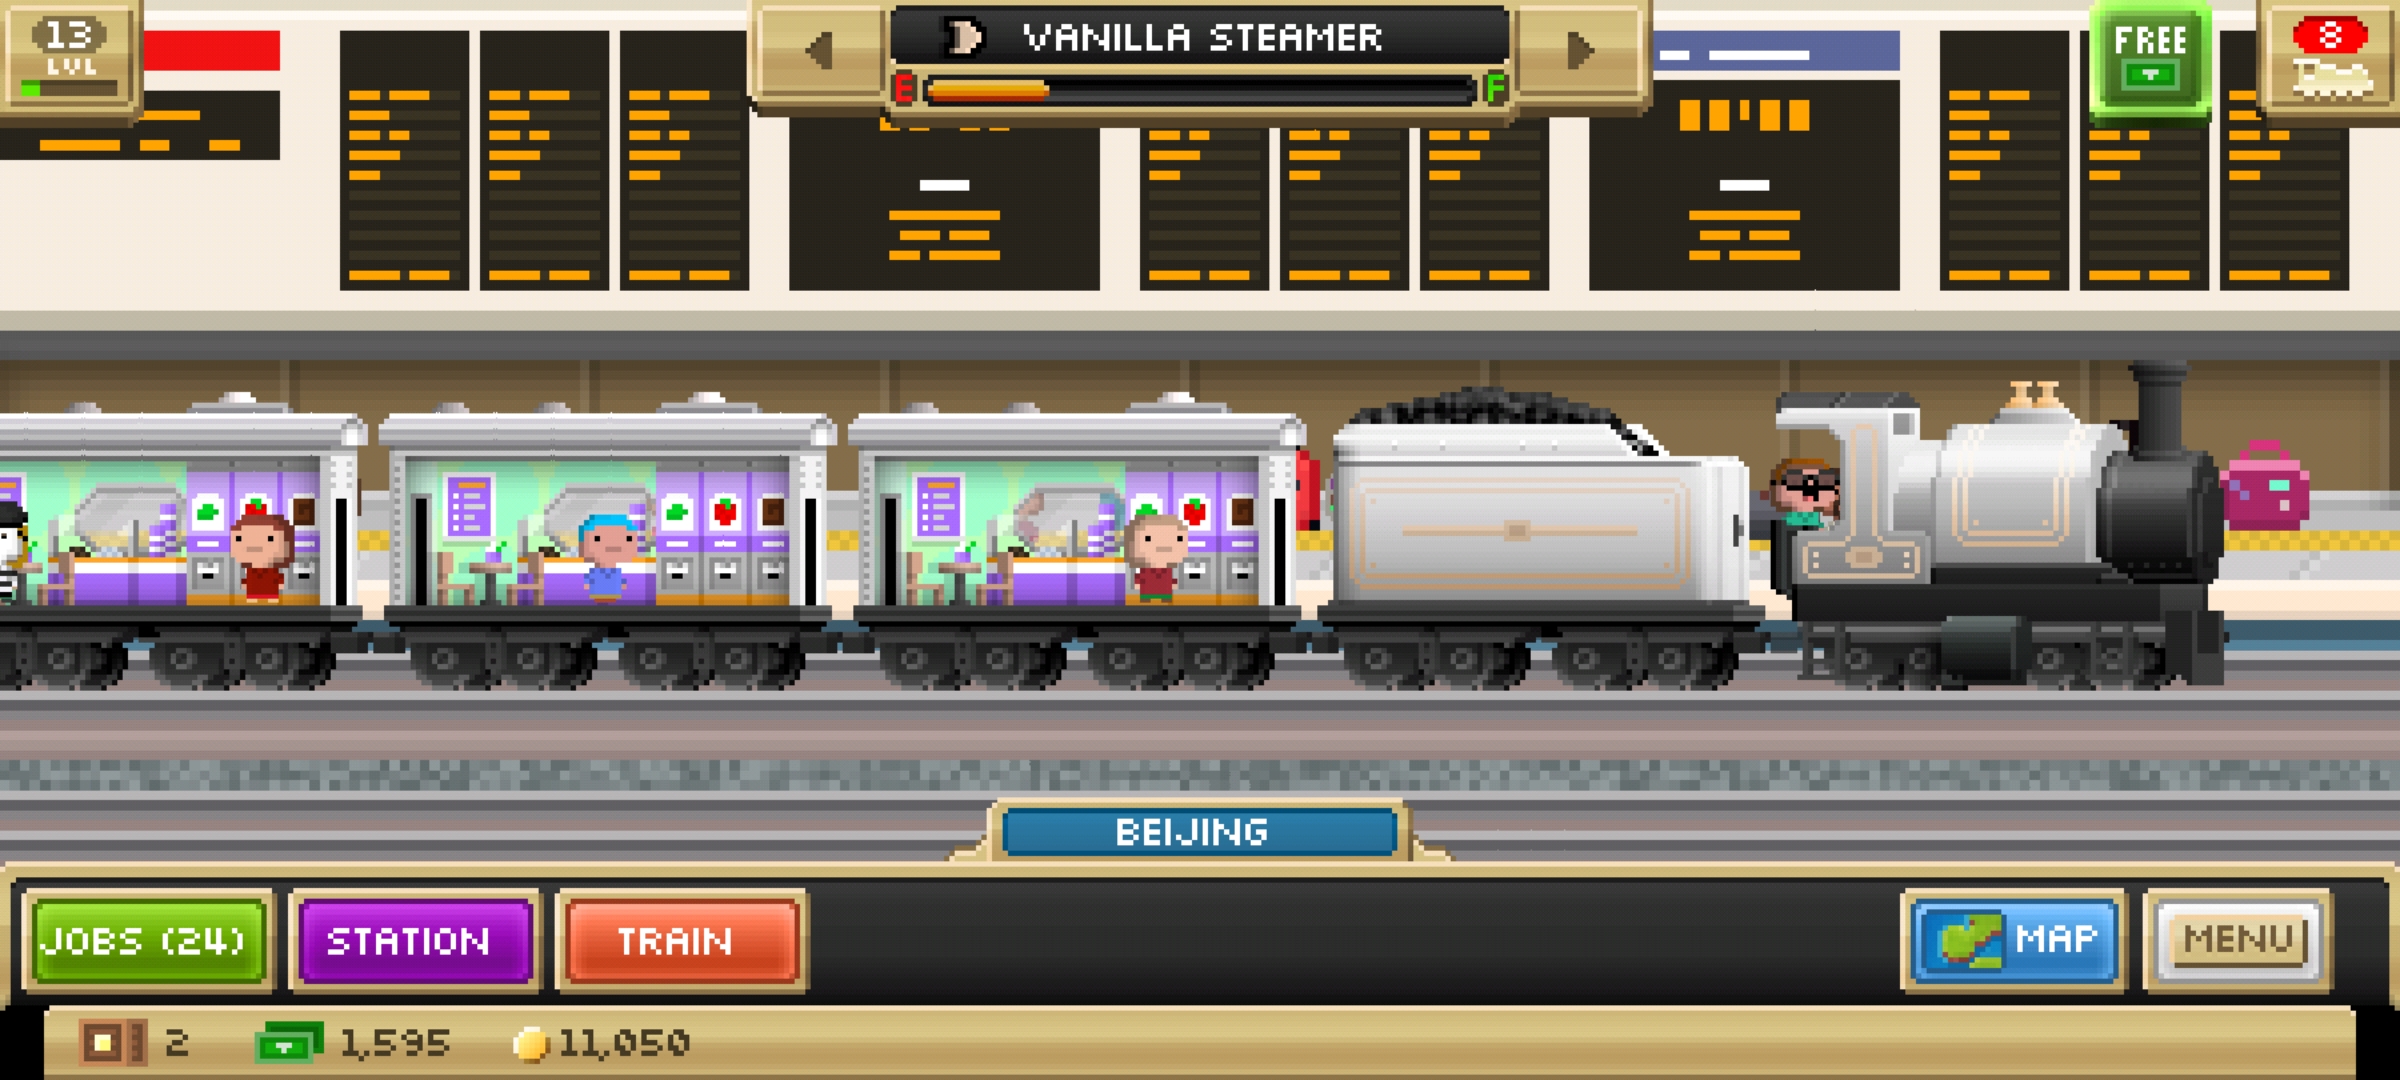 13
LVL
VANILLA STEAMER
E F
FREE
8
BEIJING
JOBS (24)
STATION
TRAIN
MAP
MENU
2
1,595
11,050